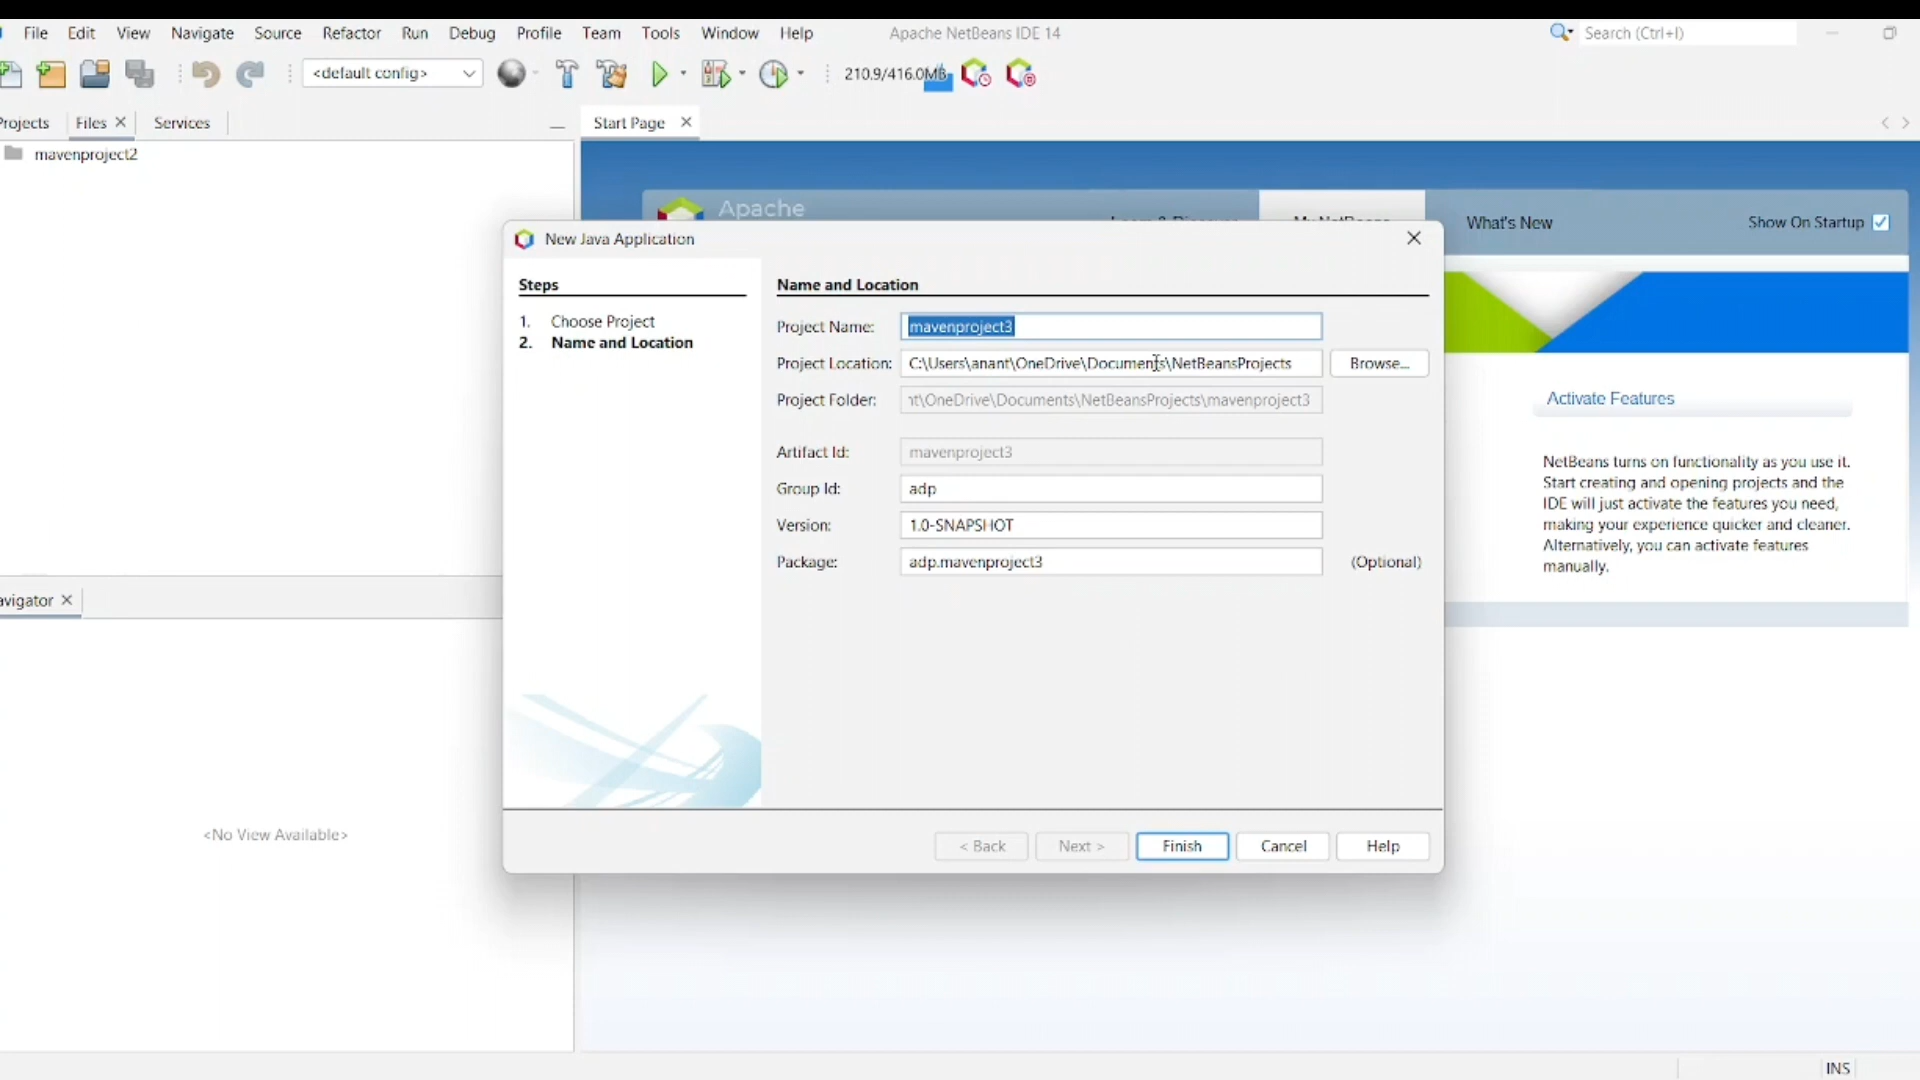 File Edit View Navigate Source Refactor Run Debug Profile Team Tools Window Help Apache NetBeans IDE 14 Search (Ctrl+I)
<default config> 210.9/416.0MB
Projects Files Services Start Page
mavenproject2
Apache
What's New Show On Startup
New Java Application
Steps
1. Choose Project
2. Name and Location
Name and Location
Project Name: mavenproject3
Project Location: C:\Users\anant\OneDrive\Documents\NetBeansProjects Browse...
Project Folder: nt\OneDrive\Documents\NetBeansProjects\mavenproject3
Artifact Id: mavenproject3
Group Id: adp
Version: 1.0-SNAPSHOT
Package: adp.mavenproject3 (Optional)
< Back Next > Finish Cancel Help
Activate Features
NetBeans turns on functionality as you use it.
Start creating and opening projects and the
IDE will just activate the features you need,
making your experience quicker and cleaner.
Alternatively, you can activate features
manually.
avigator
<No View Available>
INS